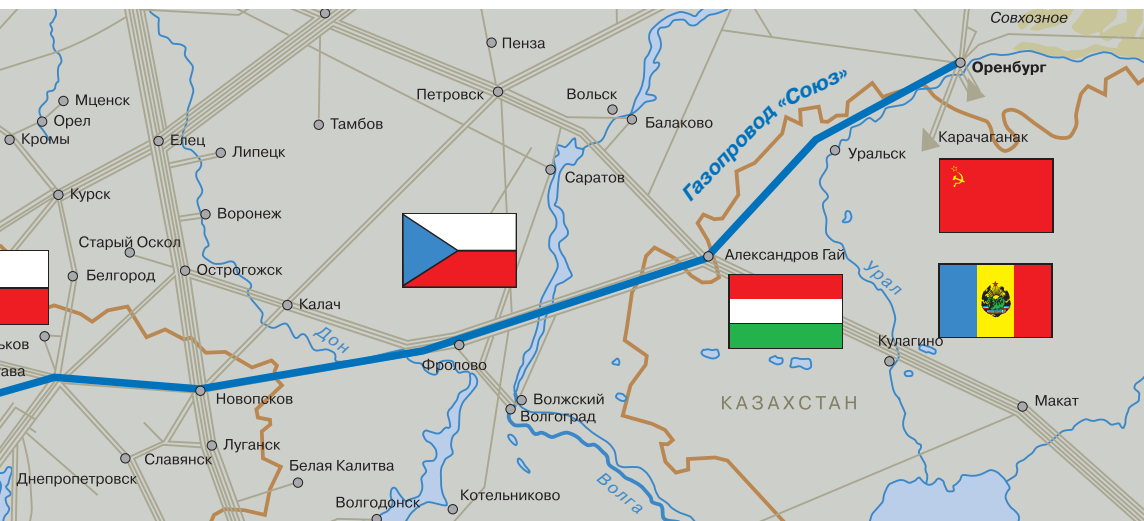 Совхозное
Пенза
Оренбург
Петровск
Вольск
Мценск
Орел
Тамбов
Балаково
Газопровод «Союз»
Кромы
Елец
Липецк
Карачаганак
Уральск
Саратов
Курск
Воронеж
Старый Оскол
Белгород
Острогожск
Александров Гай
Урал
Калач
Дон
ьков
Кулагино
Фролово
тава
Новопсков
Волжский
Волгоград
КАЗАХСТАН
Макат
Луганск
Славянск
Белая Калитва
Днепропетровск
Волга
Котельниково
Волгодонск